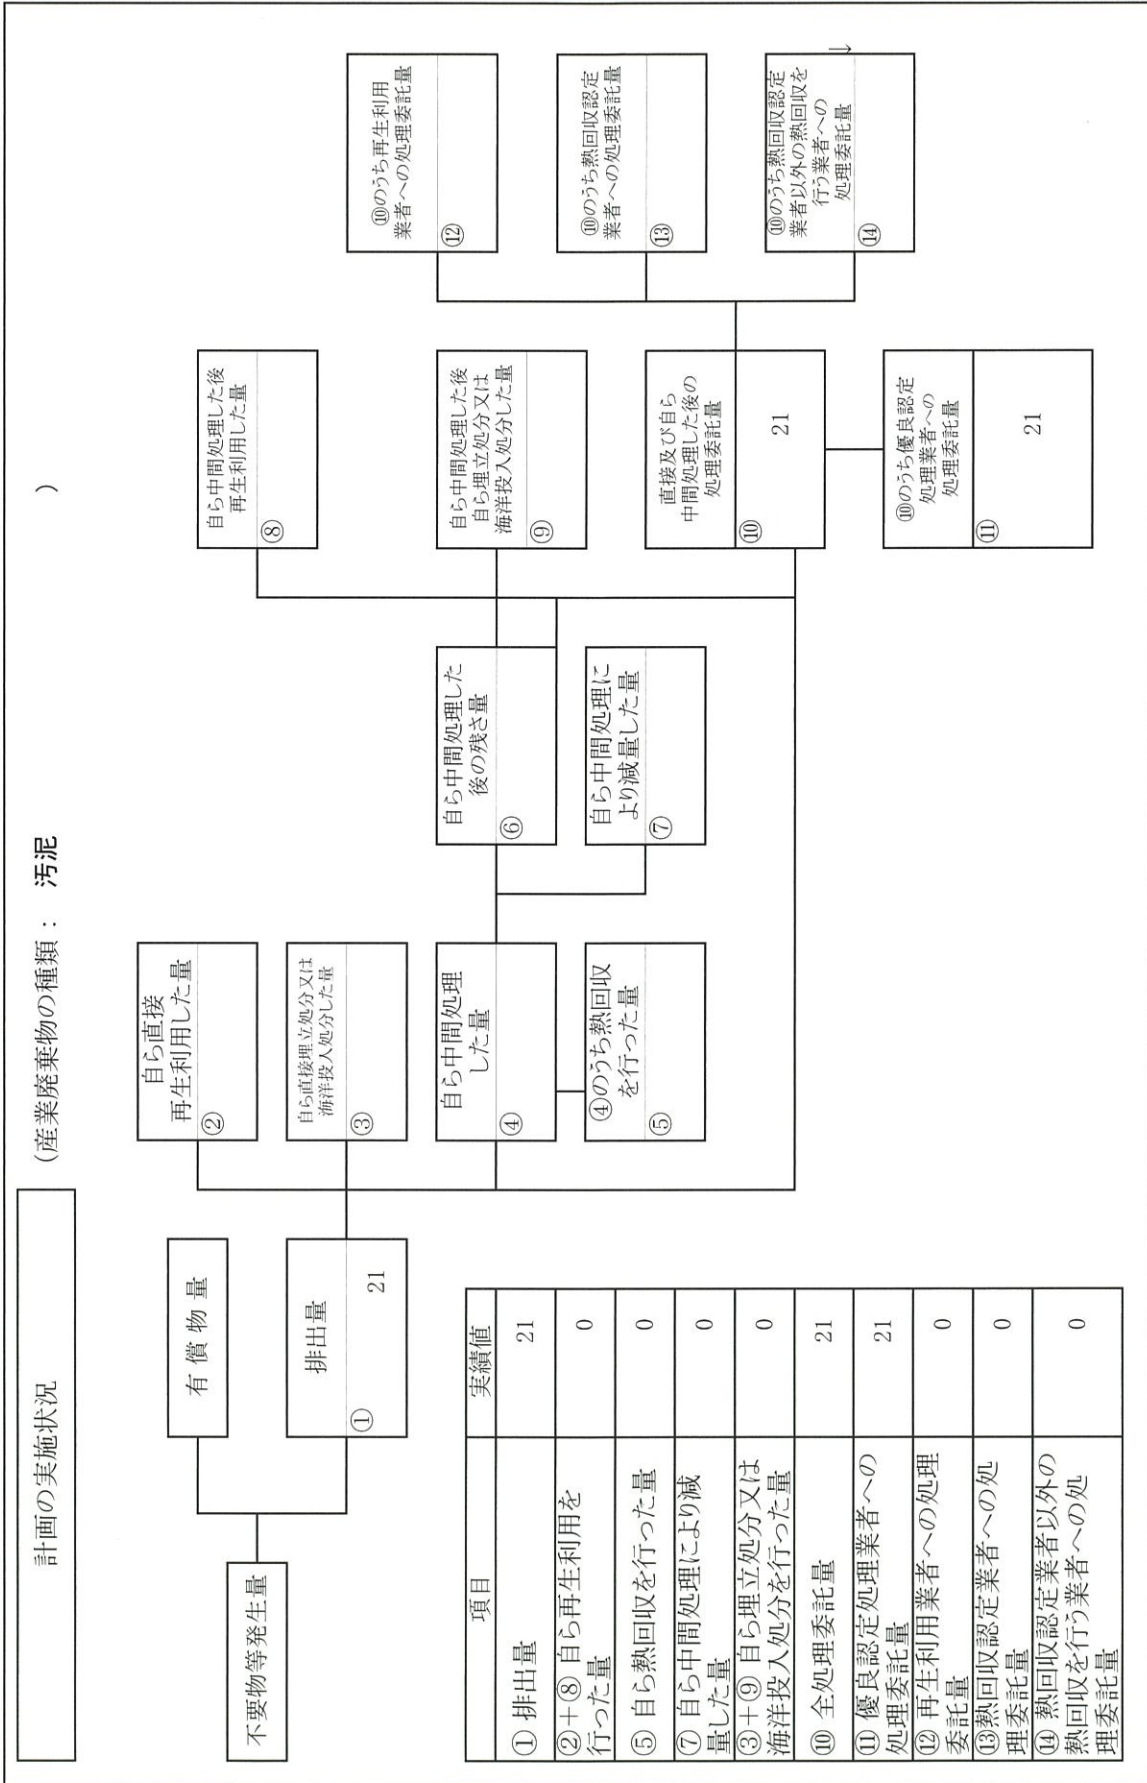 計画の実施状況
(産業廃棄物の種類： 汚泥 )
不要物等発生量
有 償 物 量
排出量
① 21
自ら直接
再生利用した量
②
自ら直接埋立処分又は
海洋投入処分した量
③
自ら中間処理
した量
④
④のうち熱回収
を行った量
⑤
自ら中間処理した
後の残さ量
⑥
自ら中間処理に
より減量した量
⑦
自ら中間処理した後
再生利用した量
⑧
自ら中間処理した後
自ら埋立処分又は
海洋投入処分した量
⑨
直接及び自ら
中間処理した後の
処理委託量
⑩ 21
⑩のうち優良認定
処理業者への
処理委託量
⑪ 21
⑩のうち再生利用
業者への処理委託量
⑫
⑩のうち熱回収認定
業者への処理委託量
⑬
⑩のうち熱回収認定
業者以外の熱回収を
行う業者への
処理委託量
⑭
項目 実績値
① 排出量 21
②＋⑧ 自ら再生利用を
行った量 0
⑤ 自ら熱回収を行った量 0
⑦ 自ら中間処理により減
量した量 0
③＋⑨ 自ら埋立処分又は
海洋投入処分を行った量 0
⑩ 全処理委託量 21
⑪ 優良認定処理業者への
処理委託量 21
⑫ 再生利用業者への処理
委託量 0
⑬熱回収認定業者への処
理委託量 0
⑭ 熱回収認定業者以外の
熱回収を行う業者への処
理委託量 0